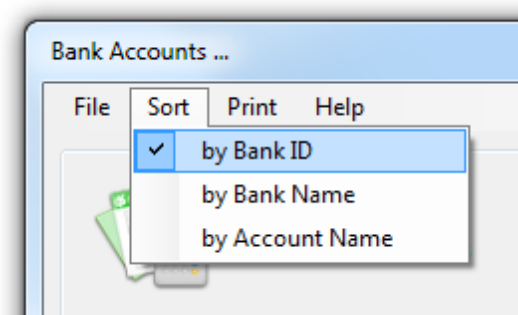 Bank Accounts ...
File Sort Print Help
by Bank ID
by Bank Name
by Account Name